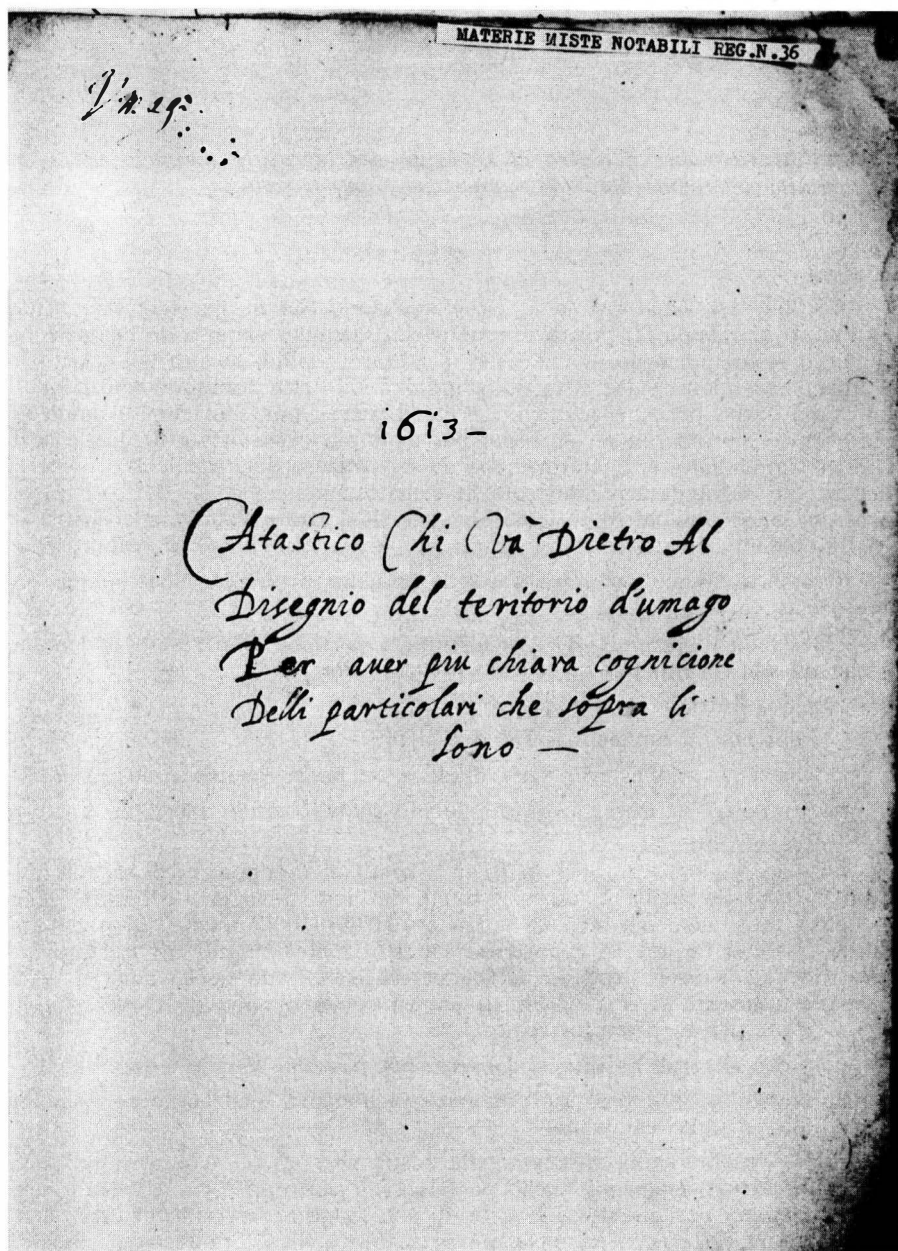 MATERIE MISTE NOTABILI REG.N.36
1613 –
Catastico Chi Và Dietro Al
Disegnio del teritorio d'umago
Per auer piu chiara cognicione
Delli particolari che sopra li
sono —